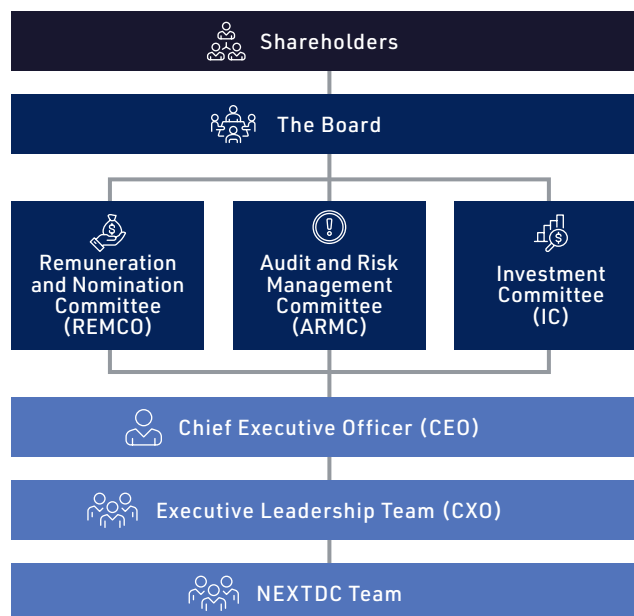 Shareholders
The Board
Remuneration
and Nomination
Committee
(REMCO)
Audit and Risk
Management
Committee
(ARMC)
Investment
Committee
(IC)
Chief Executive Officer (CEO)
Executive Leadership Team (CXO)
NEXTDC Team